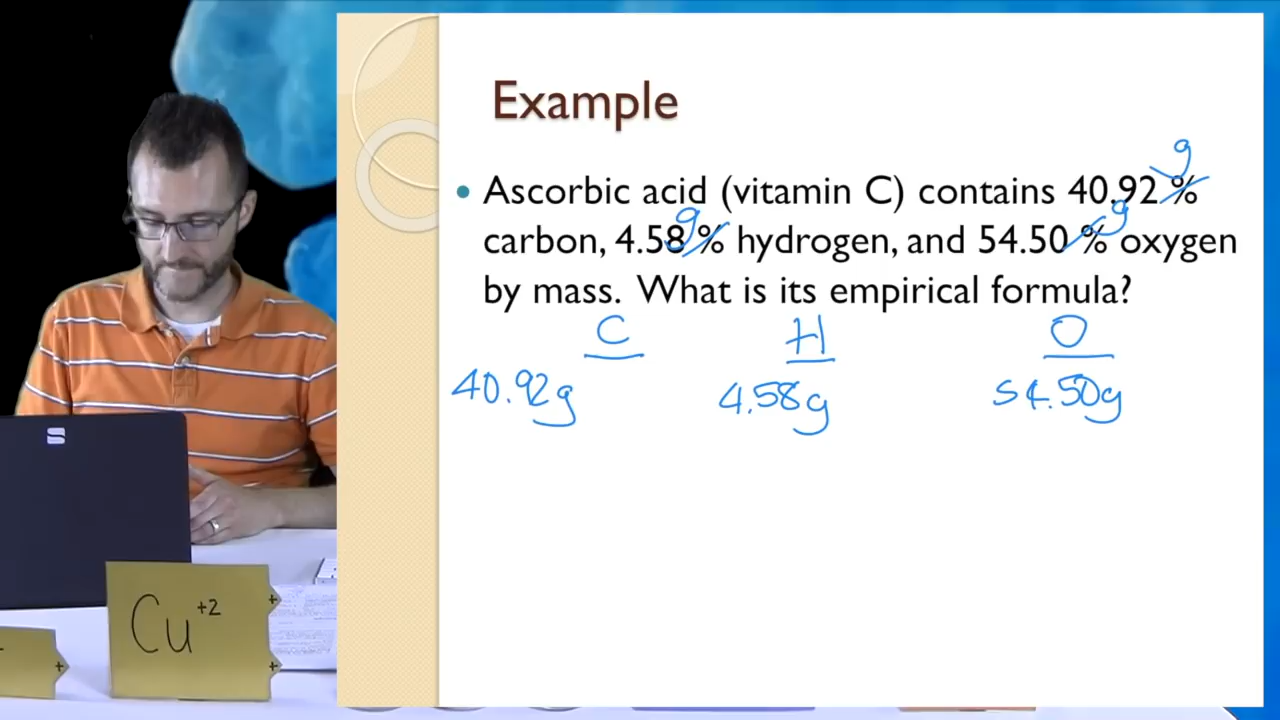 Example
g
Ascorbic acid (vitamin C) contains 40.92 %
g g
carbon, 4.58 % hydrogen, and 54.50 % oxygen
by mass. What is its empirical formula?
C H O
40.92g 4.58g 54.50g
Cu +2
+
+
+